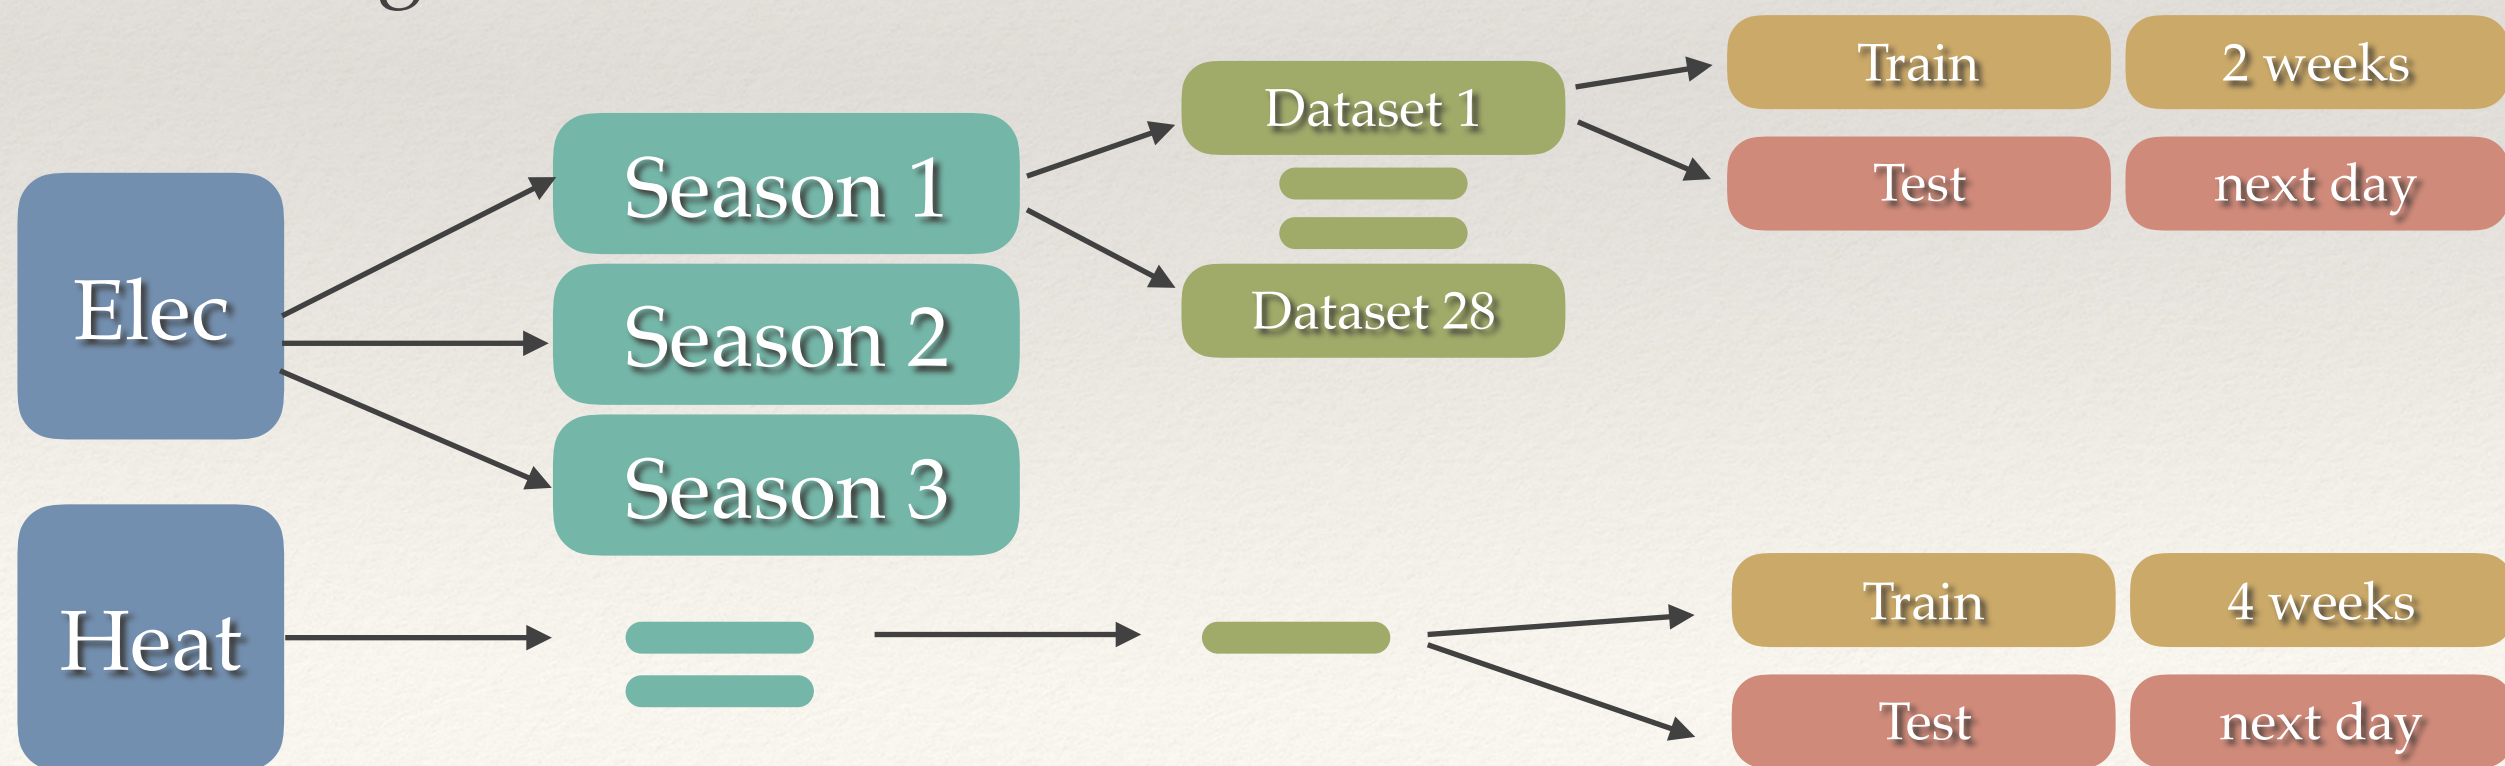 Elec
Season 1
Season 2
Season 3
Dataset 1
Dataset 28
Train
2 weeks
Test
next day
Heat
Train
4 weeks
Test
next day